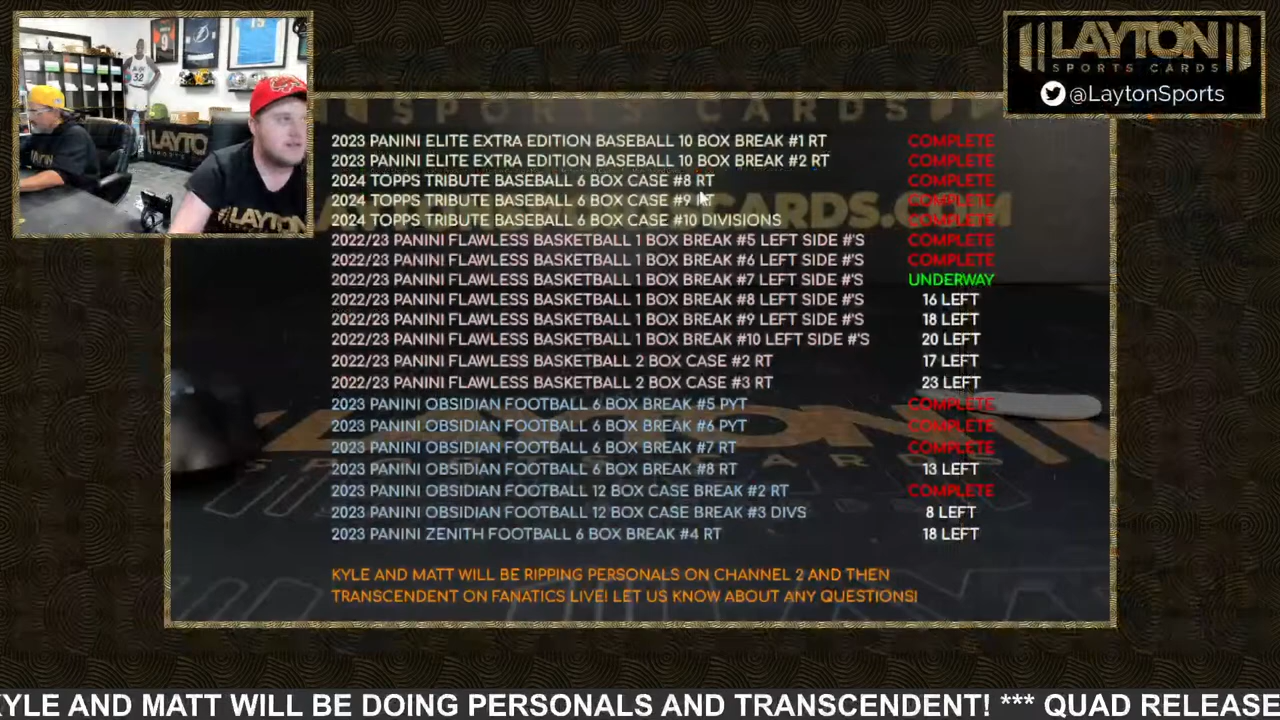 LAYTON
SPORTS CARDS
@LaytonSports
SPORTS CARDS
2023 PANINI ELITE EXTRA EDITION BASEBALL 10 BOX BREAK #1 RT COMPLETE
2023 PANINI ELITE EXTRA EDITION BASEBALL 10 BOX BREAK #2 RT COMPLETE
2024 TOPPS TRIBUTE BASEBALL 6 BOX CASE #8 RT COMPLETE
2024 TOPPS TRIBUTE BASEBALL 6 BOX CASE #9 RT COMPLETE
2024 TOPPS TRIBUTE BASEBALL 6 BOX CASE #10 DIVISIONS COMPLETE
2022/23 PANINI FLAWLESS BASKETBALL 1 BOX BREAK #5 LEFT SIDE #'S COMPLETE
2022/23 PANINI FLAWLESS BASKETBALL 1 BOX BREAK #6 LEFT SIDE #'S COMPLETE
2022/23 PANINI FLAWLESS BASKETBALL 1 BOX BREAK #7 LEFT SIDE #'S UNDERWAY
2022/23 PANINI FLAWLESS BASKETBALL 1 BOX BREAK #8 LEFT SIDE #'S 16 LEFT
2022/23 PANINI FLAWLESS BASKETBALL 1 BOX BREAK #9 LEFT SIDE #'S 18 LEFT
2022/23 PANINI FLAWLESS BASKETBALL 1 BOX BREAK #10 LEFT SIDE #'S 20 LEFT
2022/23 PANINI FLAWLESS BASKETBALL 2 BOX CASE #2 RT 17 LEFT
2022/23 PANINI FLAWLESS BASKETBALL 2 BOX CASE #3 RT 23 LEFT
2023 PANINI OBSIDIAN FOOTBALL 6 BOX BREAK #5 PYT COMPLETE
2023 PANINI OBSIDIAN FOOTBALL 6 BOX BREAK #6 PYT COMPLETE
2023 PANINI OBSIDIAN FOOTBALL 6 BOX BREAK #7 RT COMPLETE
2023 PANINI OBSIDIAN FOOTBALL 6 BOX BREAK #8 RT 13 LEFT
2023 PANINI OBSIDIAN FOOTBALL 12 BOX CASE BREAK #2 RT COMPLETE
2023 PANINI OBSIDIAN FOOTBALL 12 BOX CASE BREAK #3 DIVS 8 LEFT
2023 PANINI ZENITH FOOTBALL 6 BOX BREAK #4 RT 18 LEFT
KYLE AND MATT WILL BE RIPPING PERSONALS ON CHANNEL 2 AND THEN
TRANSCENDENT ON FANATICS LIVE! LET US KNOW ABOUT ANY QUESTIONS!
KYLE AND MATT WILL BE DOING PERSONALS AND TRANSCENDENT! *** QUAD RELEASE